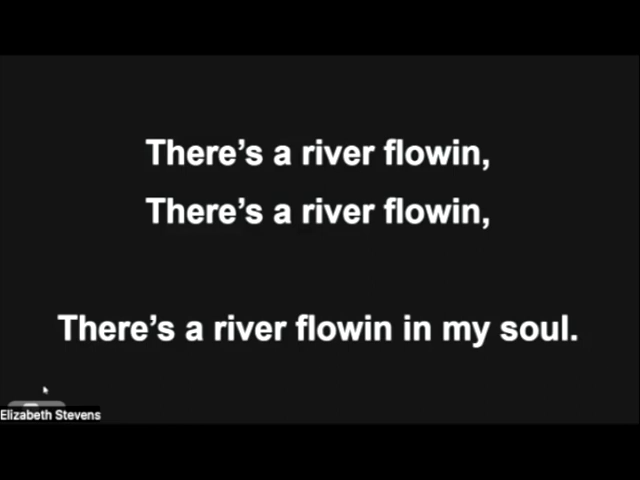 There's a river flowin,
There's a river flowin,
There's a river flowin in my soul.
Elizabeth Stevens